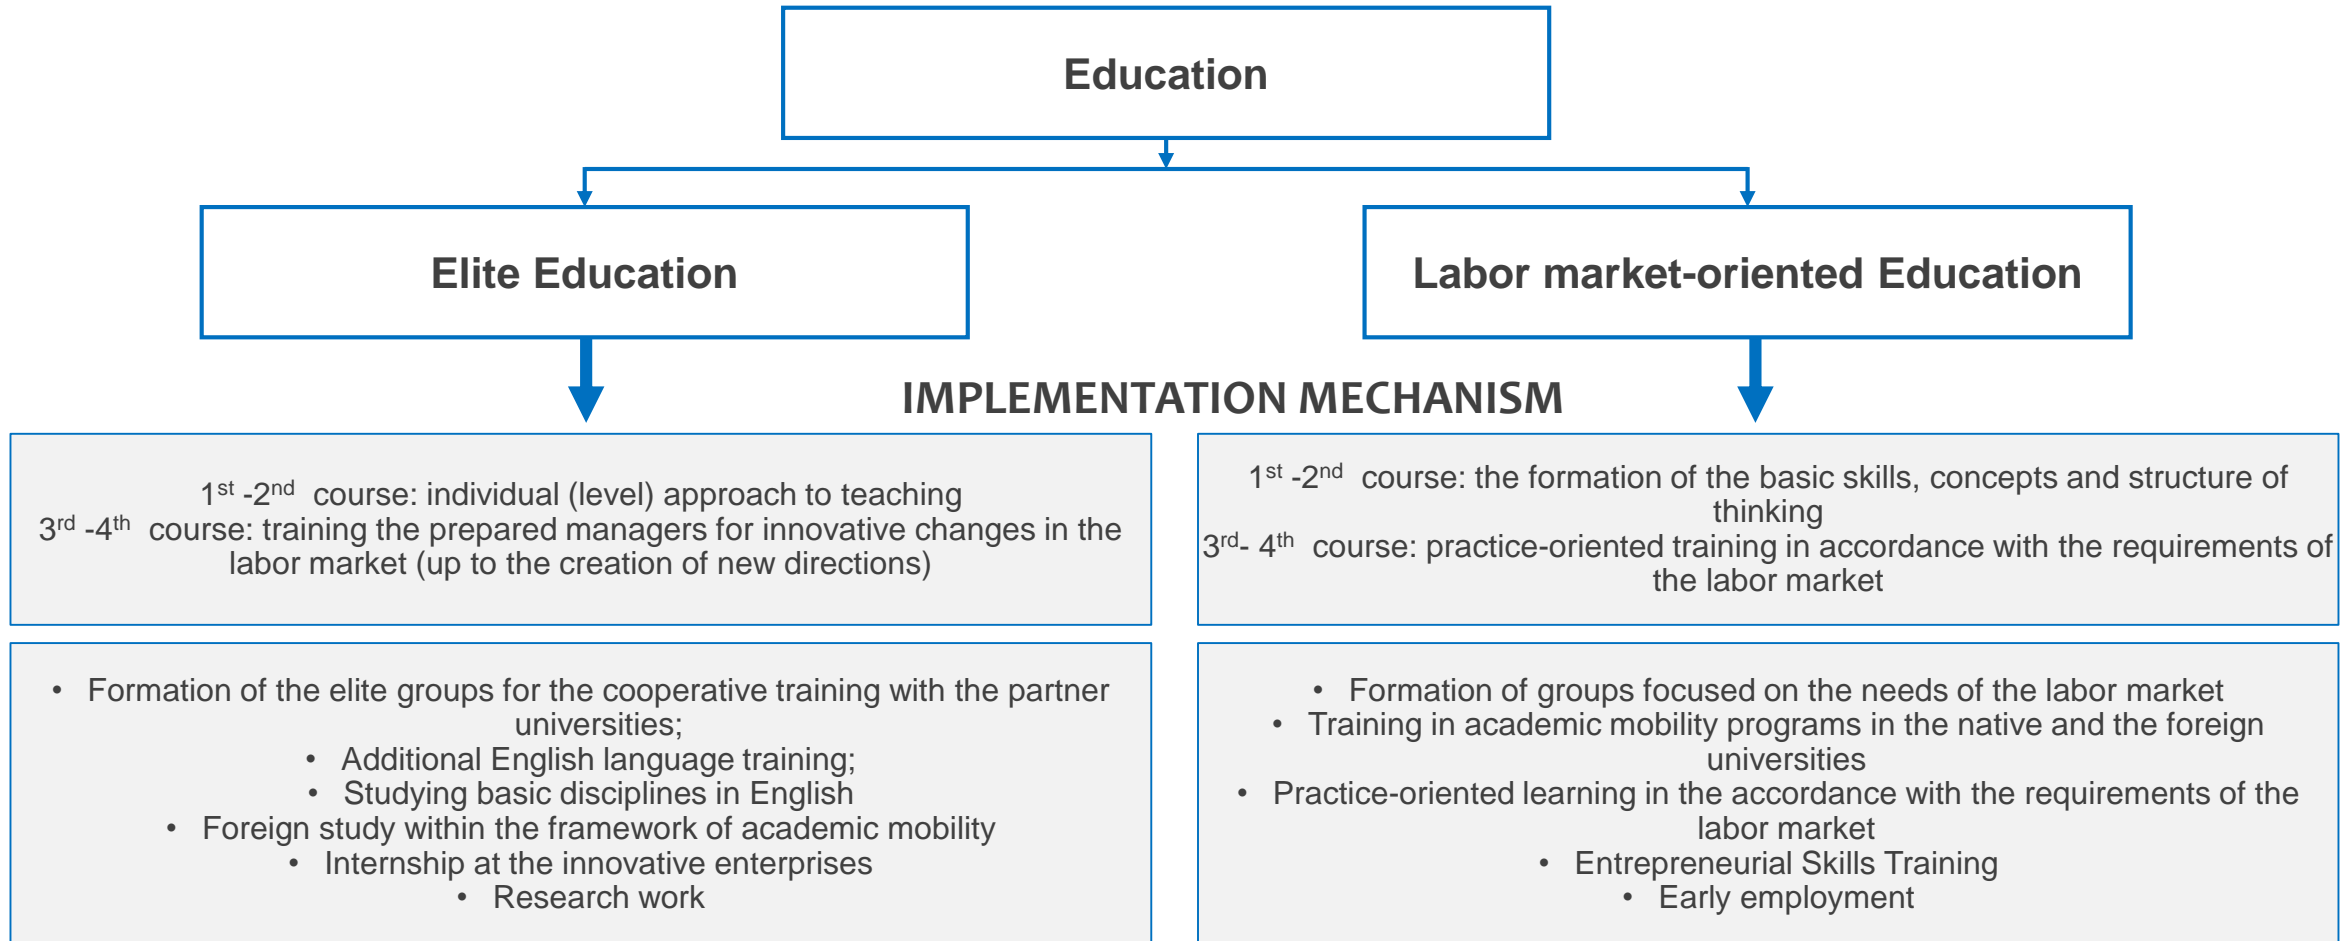 Education
Elite Education
Labor market-oriented Education
IMPLEMENTATION MECHANISM
1st -2nd course: individual (level) approach to teaching
3rd -4th course: training the prepared managers for innovative changes in the
labor market (up to the creation of new directions)
1st -2nd course: the formation of the basic skills, concepts and structure of
thinking
3rd- 4th course: practice-oriented training in accordance with the requirements of
the labor market
• Formation of the elite groups for the cooperative training with the partner
universities;
• Additional English language training;
• Studying basic disciplines in English
• Foreign study within the framework of academic mobility
• Internship at the innovative enterprises
• Research work
• Formation of groups focused on the needs of the labor market
• Training in academic mobility programs in the native and the foreign
universities
• Practice-oriented learning in the accordance with the requirements of the
labor market
• Entrepreneurial Skills Training
• Early employment